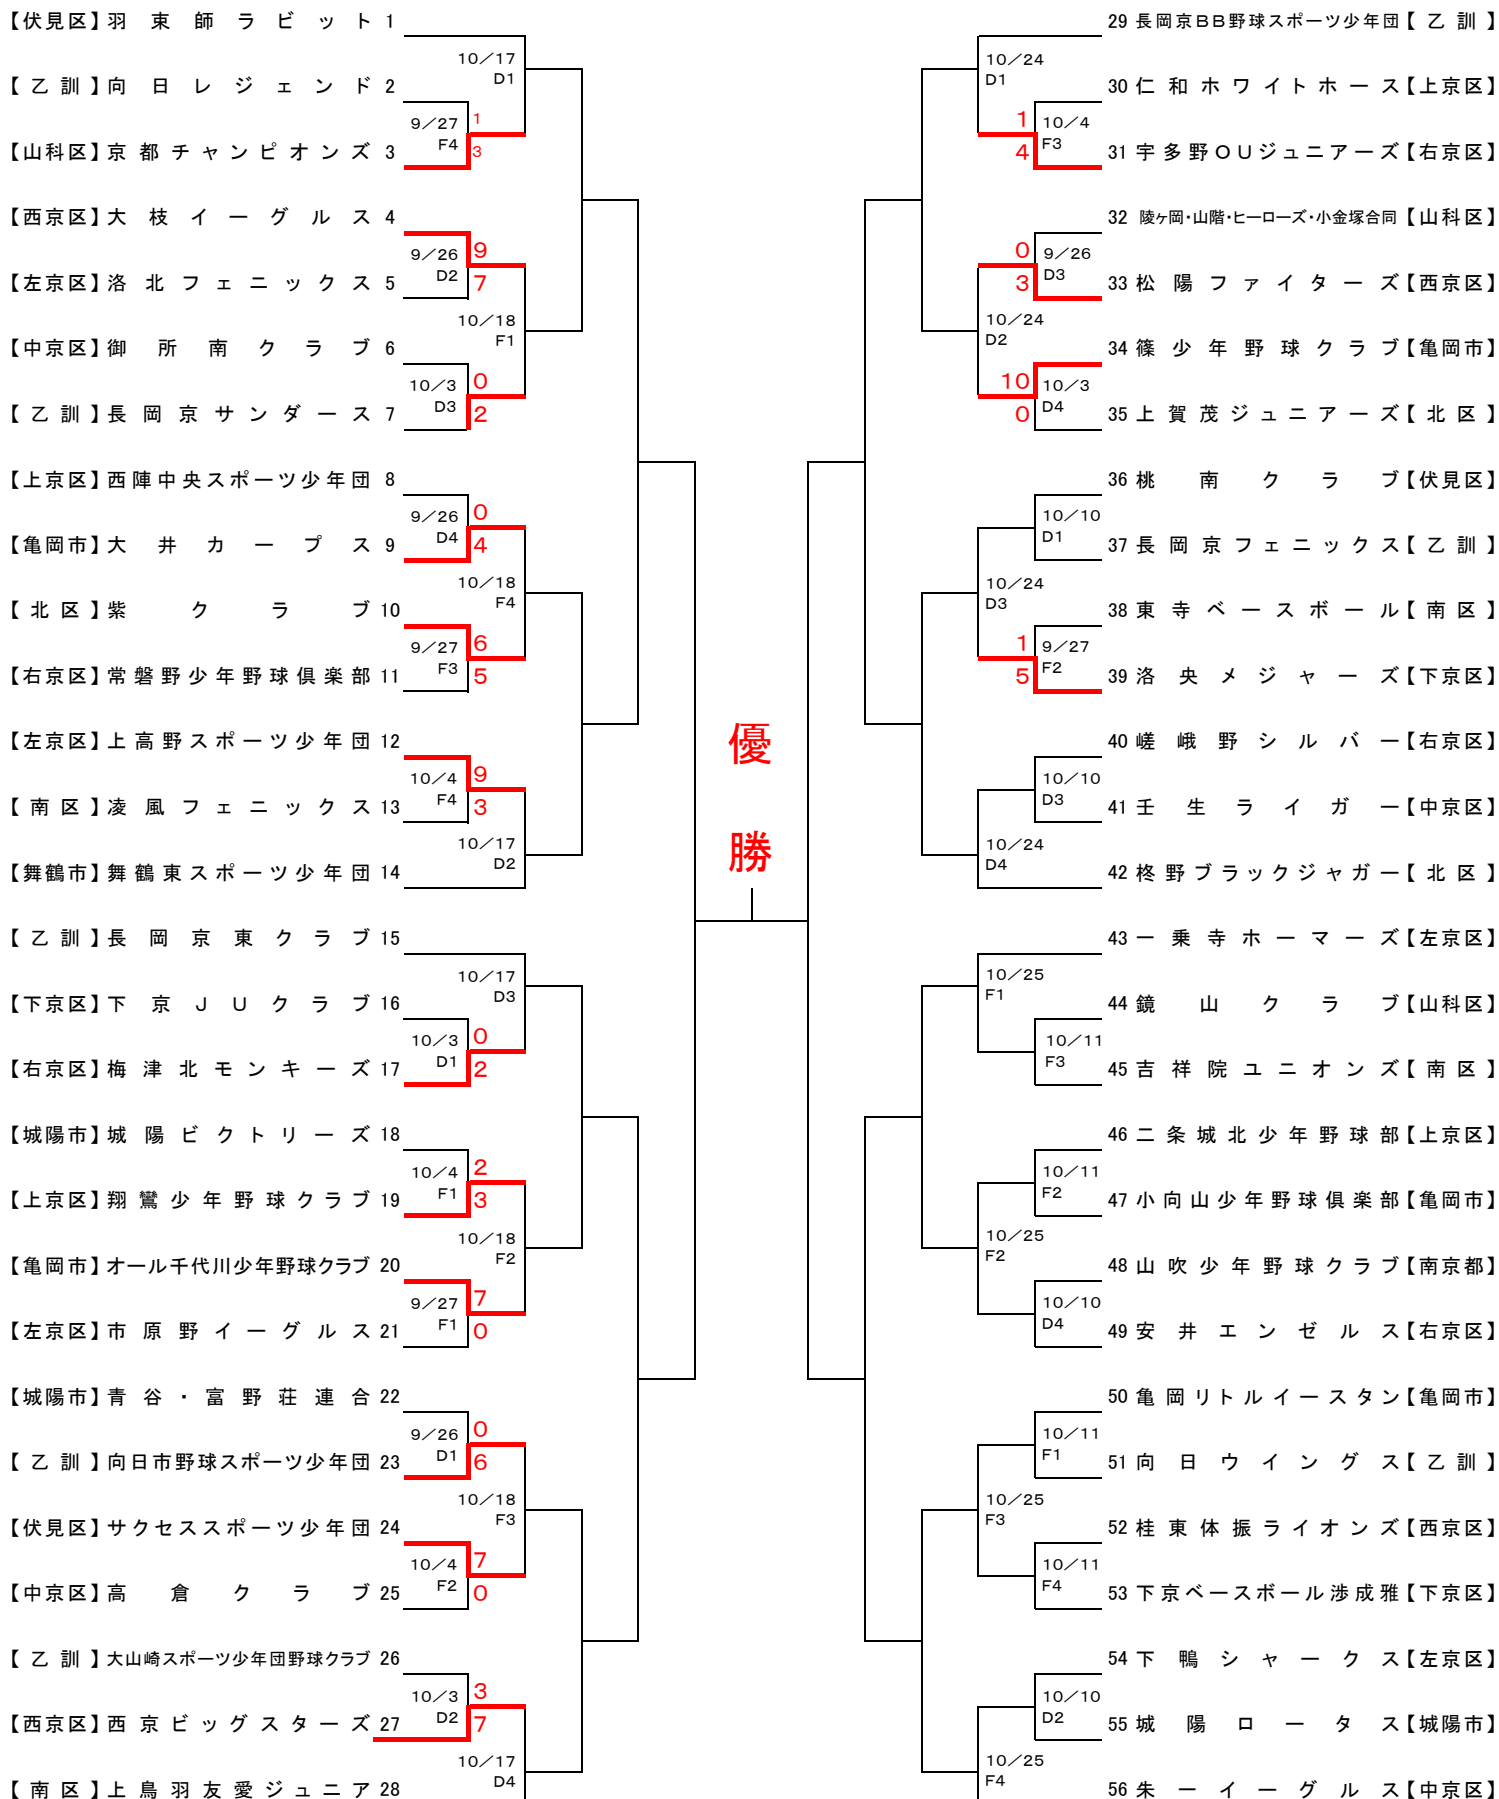 【伏見区】羽束師ラビット 1
10/17
D1
【乙訓】向日レジェンド 2
9/27
F4
1
3
【山科区】京都チャンピオンズ 3
【西京区】大枝イーグルス 4
9/26
D2
9
7
【左京区】洛北フェニックス 5
10/18
F1
【中京区】御所南クラブ 6
10/3
D3
0
2
【乙訓】長岡京サンダース 7
【上京区】西陣中央スポーツ少年団 8
9/26
D4
0
4
【亀岡市】大井カープス 9
10/18
F4
【北区】紫クラブ 10
9/27
F3
6
5
【右京区】常磐野少年野球倶楽部 11
【左京区】上高野スポーツ少年団 12
10/4
F4
9
3
【南区】凌風フェニックス 13
10/17
D2
【舞鶴市】舞鶴東スポーツ少年団 14
【乙訓】長岡京東クラブ 15
10/17
D3
【下京区】下京JUクラブ 16
10/3
D1
0
2
【右京区】梅津北モンキーズ 17
【城陽市】城陽ビクトリーズ 18
10/4
F1
2
3
【上京区】翔鸞少年野球クラブ 19
10/18
F2
【亀岡市】オール千代川少年野球クラブ 20
9/27
F1
7
0
【左京区】市原野イーグルス 21
【城陽市】青谷・富野荘連合 22
9/26
D1
0
6
【乙訓】向日市野球スポーツ少年団 23
10/18
F3
【伏見区】サクセススポーツ少年団 24
10/4
F2
7
0
【中京区】高倉クラブ 25
【乙訓】大山崎スポーツ少年団野球クラブ 26
10/3
D2
3
7
【西京区】西京ビッグスターズ 27
10/17
D4
【南区】上鳥羽友愛ジュニア 28
優
勝
29 長岡京BB野球スポーツ少年団【乙訓】
10/24
D1
30 仁和ホワイトホース【上京区】
1
4
10/4
F3
31 宇多野OUジュニアーズ【右京区】
32 陵ヶ岡・山階・ヒーローズ・小金塚合同【山科区】
0
3
9/26
D3
33 松陽ファイターズ【西京区】
10/24
D2
34 篠少年野球クラブ【亀岡市】
10
0
10/3
D4
35 上賀茂ジュニアーズ【北区】
36 桃南クラブ【伏見区】
10/10
D1
37 長岡京フェニックス【乙訓】
10/24
D3
38 東寺ベースボール【南区】
1
5
9/27
F2
39 洛央メジャーズ【下京区】
40 嵯峨野シルバー【右京区】
10/10
D3
41 壬生ライガー【中京区】
10/24
D4
42 柊野ブラックジャガー【北区】
43 一乗寺ホーマーズ【左京区】
10/25
F1
44 鏡山クラブ【山科区】
10/11
F3
45 吉祥院ユニオンズ【南区】
46 二条城北少年野球部【上京区】
10/11
F2
47 小向山少年野球倶楽部【亀岡市】
10/25
F2
48 山吹少年野球クラブ【南京都】
10/10
D4
49 安井エンゼルス【右京区】
50 亀岡リトルイースタン【亀岡市】
10/11
F1
51 向日ウイングス【乙訓】
10/25
F3
52 桂東体振ライオンズ【西京区】
10/11
F4
53 下京ベースボール渉成雅【下京区】
54 下鴨シャークス【左京区】
10/10
D2
55 城陽ロータス【城陽市】
10/25
F4
56 朱一イーグルス【中京区】